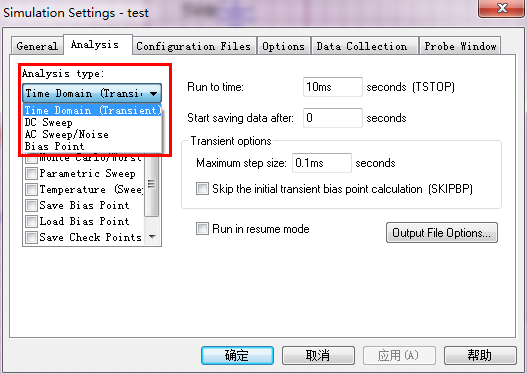 Simulation Settings - test
General
Analysis
Configuration Files
Options
Data Collection
Probe Window
Analysis type:
Time Domain (Transi
Time Domain (Transient)
DC Sweep
AC Sweep/Noise
Bias Point
Monte Carlo/Worst
Parametric Sweep
Temperature (Swee
Save Bias Point
Load Bias Point
Save Check Points
Run to time: 10ms seconds (TSTOP)
Start saving data after: 0 seconds
Transient options
Maximum step size: 0.1ms seconds
Skip the initial transient bias point calculation (SKIPBP)
Run in resume mode
Output File Options...
确定
取消
应用(A)
帮助